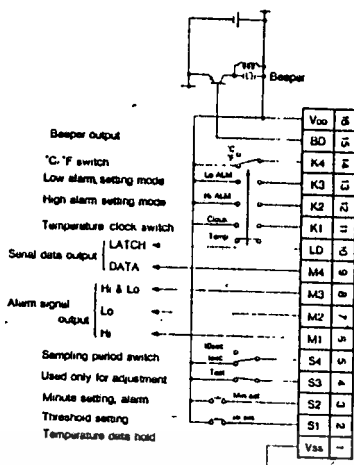 Beeper
Beeper output
°C, °F switch
Low alarm, setting mode
High alarm setting mode
Temperature clock switch
Serial data output
LATCH
DATA
Alarm signal output
Hi & Lo
Lo
Hi
Sampling period switch
Used only for adjustment
Minute setting, alarm
Threshold setting
Temperature data hold
°C
°F
Lo ALM
Hi ALM
Clock
Temp
Test
Min set
VDD 16
BD 15
K4 14
K3 13
K2 12
K1 11
LD 10
M4 9
M3 8
M2 7
M1 6
S4 5
S3 4
S2 3
S1 2
Vss 1